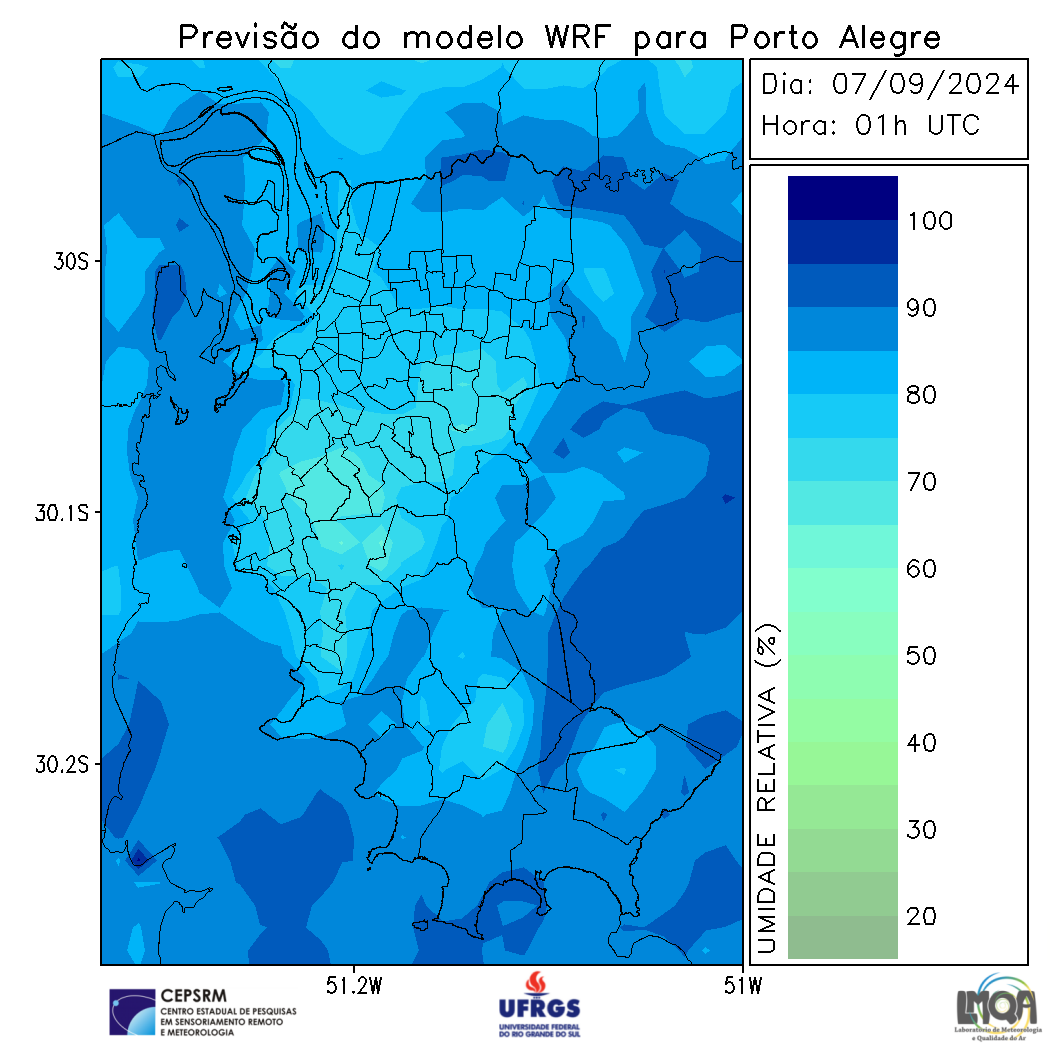 Previsão do modelo WRF para Porto Alegre
Dia: 07/09/2024
Hora: 01h UTC
30S
30.1S
30.2S
51.2W
51W
100
90
80
70
60
50
40
30
20
UMIDADE RELATIVA (%)
CEPSRM
CENTRO ESTADUAL DE PESQUISAS
EM SENSORIAMENTO REMOTO
E METEOROLOGIA
UFRGS
UNIVERSIDADE FEDERAL
DO RIO GRANDE DO SUL
LMQA
Laboratório de Meteorologia
e Qualidade do Ar